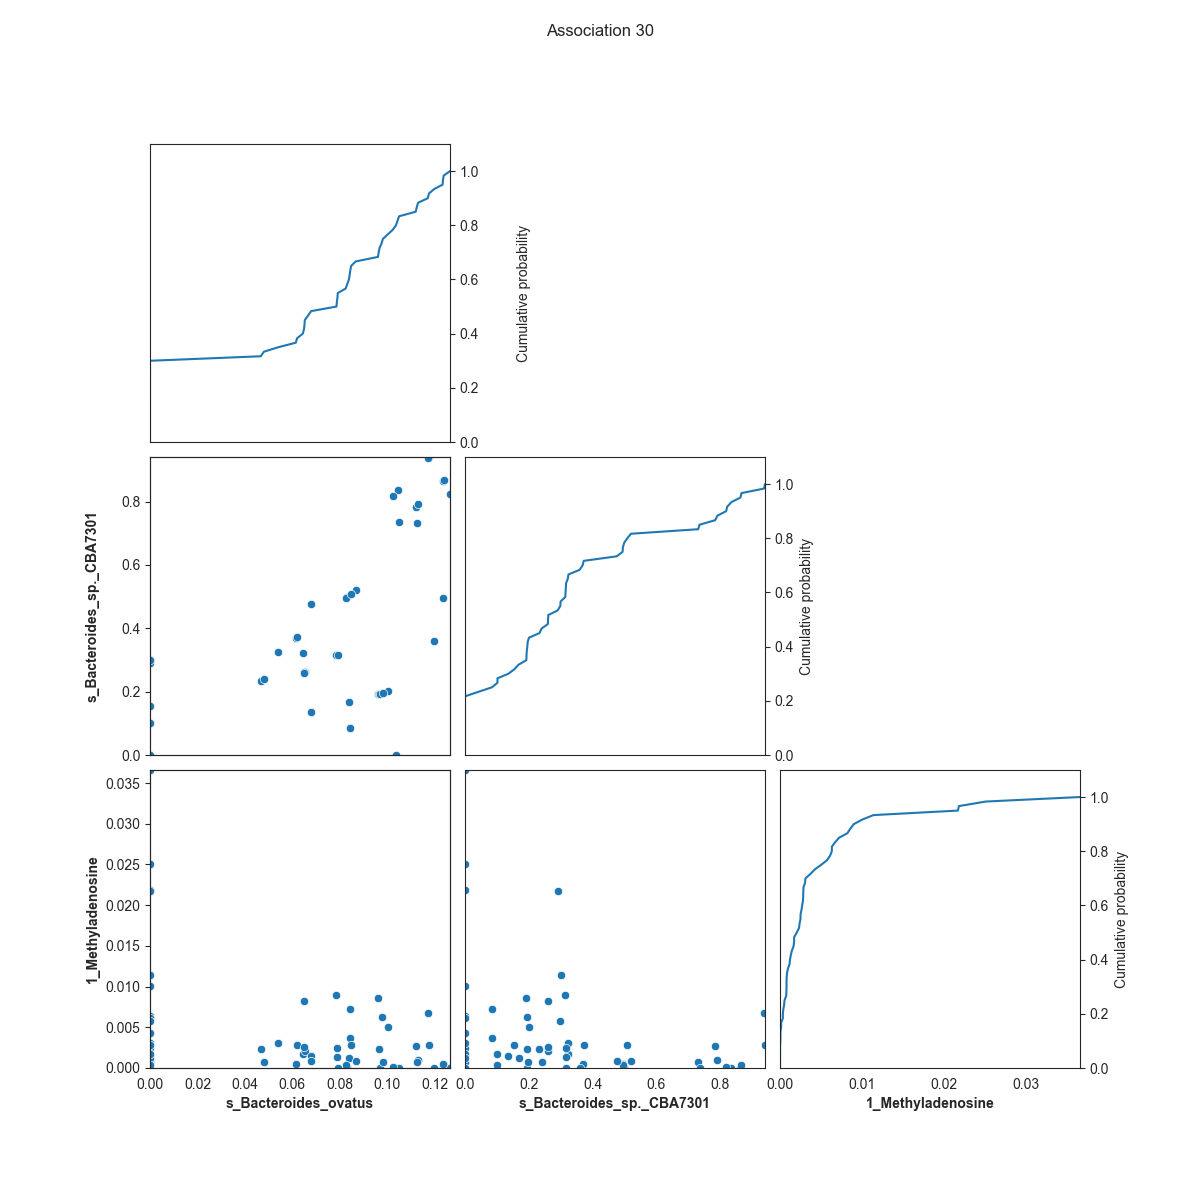 Association 30
1.0
0.8
0.6
0.4
0.2
0.0
Cumulative probability
0.8
0.6
0.4
0.2
0.0
s_Bacteroides_sp._CBA7301
1.0
0.8
0.6
0.4
0.2
0.0
Cumulative probability
0.035
0.030
0.025
0.020
0.015
0.010
0.005
0.000
1_Methyladenosine
1.0
0.8
0.6
0.4
0.2
0.0
Cumulative probability
0.00 0.02 0.04 0.06 0.08 0.10 0.12
s_Bacteroides_ovatus
0.0 0.2 0.4 0.6 0.8
s_Bacteroides_sp._CBA7301
0.00 0.01 0.02 0.03
1_Methyladenosine